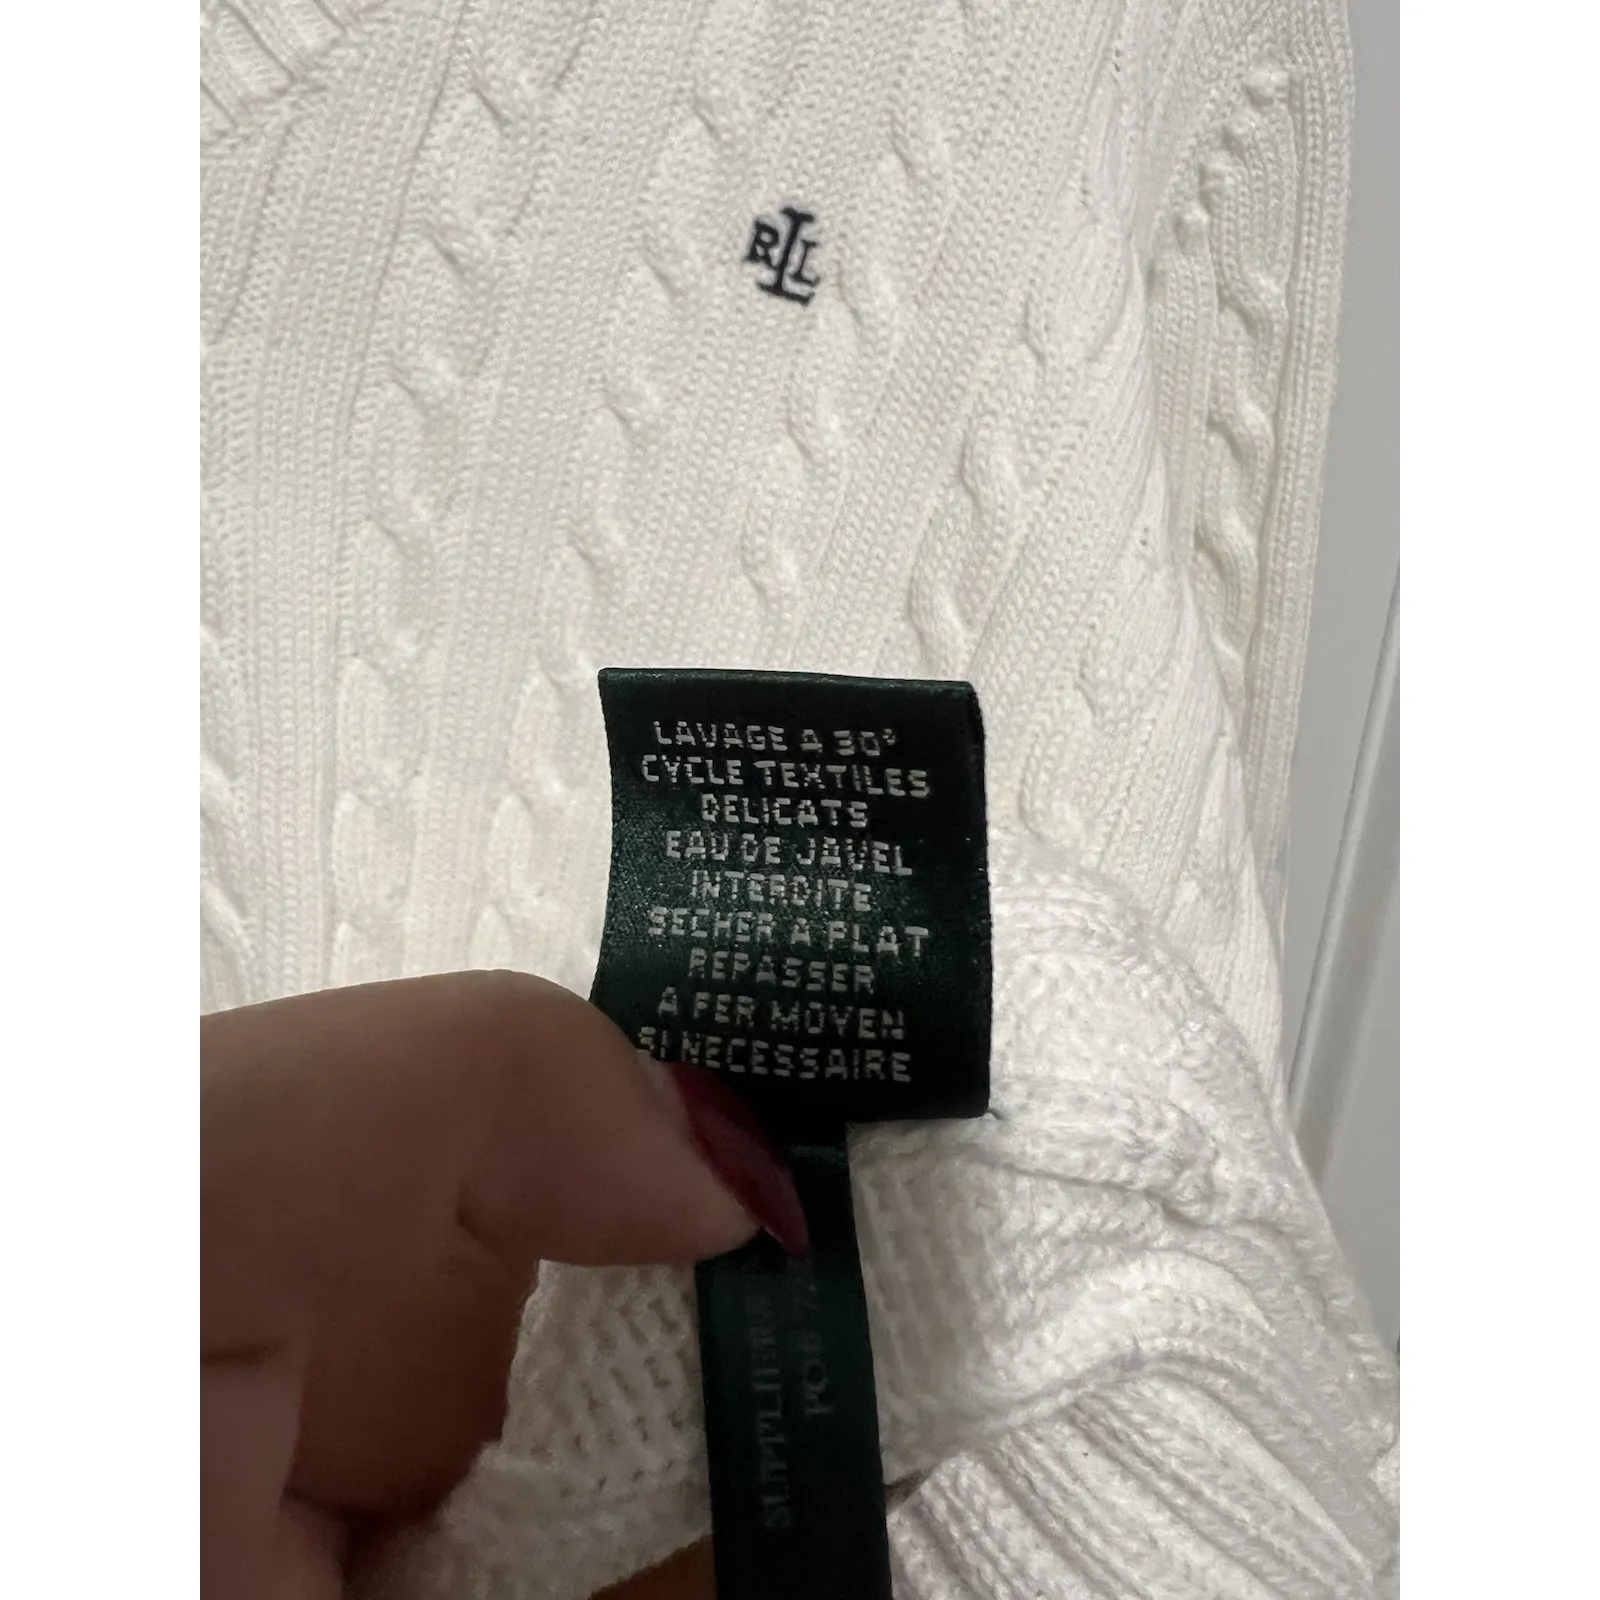 RLL
LAVAGE A 30°
CYCLE TEXTILES
DELICATS
EAU DE JAVEL
INTERDITE
SECHER A PLAT
REPASSER
A FER MOYEN
SI NECESSAIRE